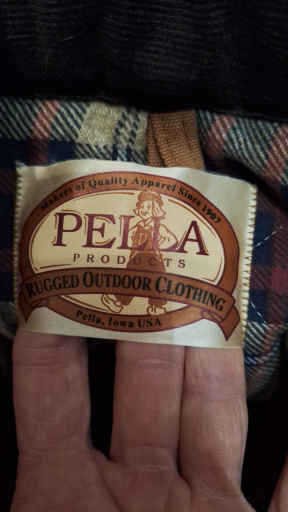 Makers of Quality Apparel Since 1907
PELLA
PRODUCTS
RUGGED OUTDOOR CLOTHING
Pella, Iowa USA